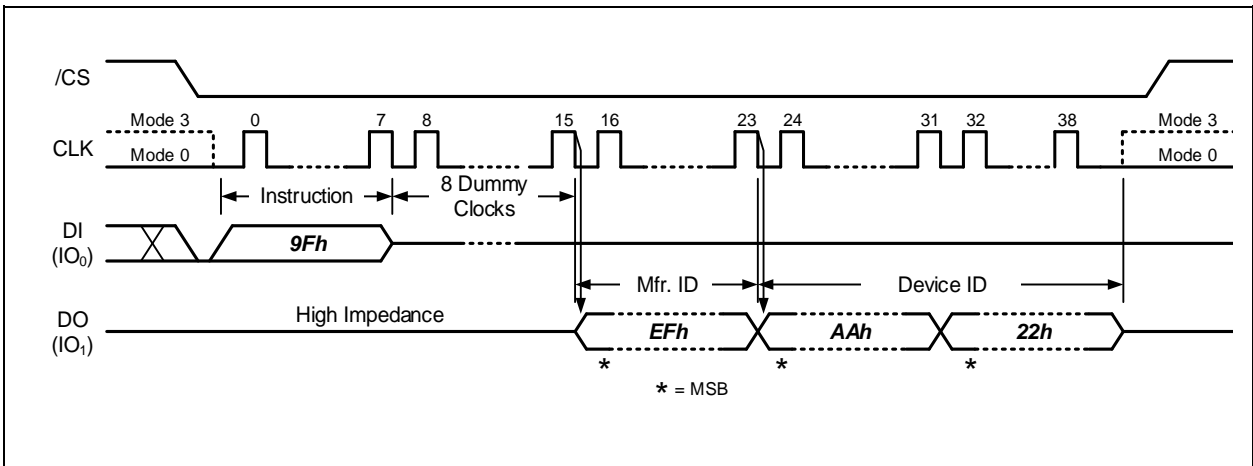 /CS
Mode 3 0 7 8 15 16 23 24 31 32 38 Mode 3
CLK
Mode 0 Mode 0
Instruction 8 Dummy
Clocks
DI
(IO₀)
9Fh
Mfr. ID Device ID
High Impedance
DO
(IO₁)
EFh AAh 22h
* * *
* = MSB